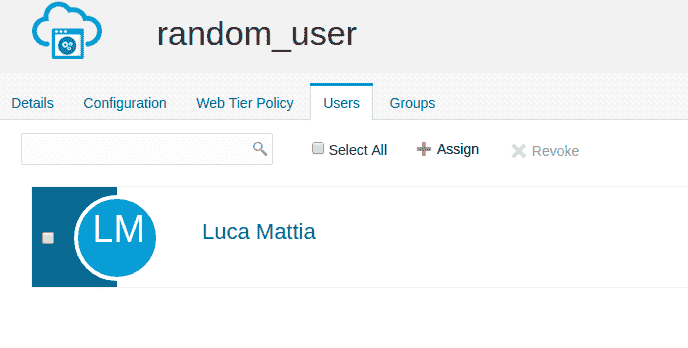 random_user
Details Configuration Web Tier Policy Users Groups
Select All Assign Revoke
LM Luca Mattia